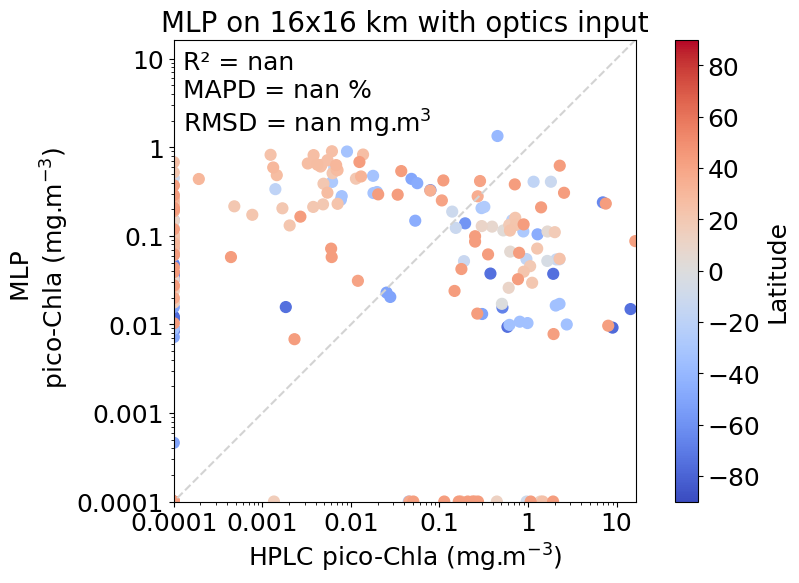 MLP on 16x16 km with optics input
R² = nan
MAPD = nan %
RMSD = nan mg.m³
10
1
0.1
0.01
0.001
0.0001
MLP
pico-Chla (mg.m⁻³)
0.0001
0.001
0.01
0.1
1
10
HPLC pico-Chla (mg.m⁻³)
80
60
40
20
0
−20
−40
−60
−80
Latitude